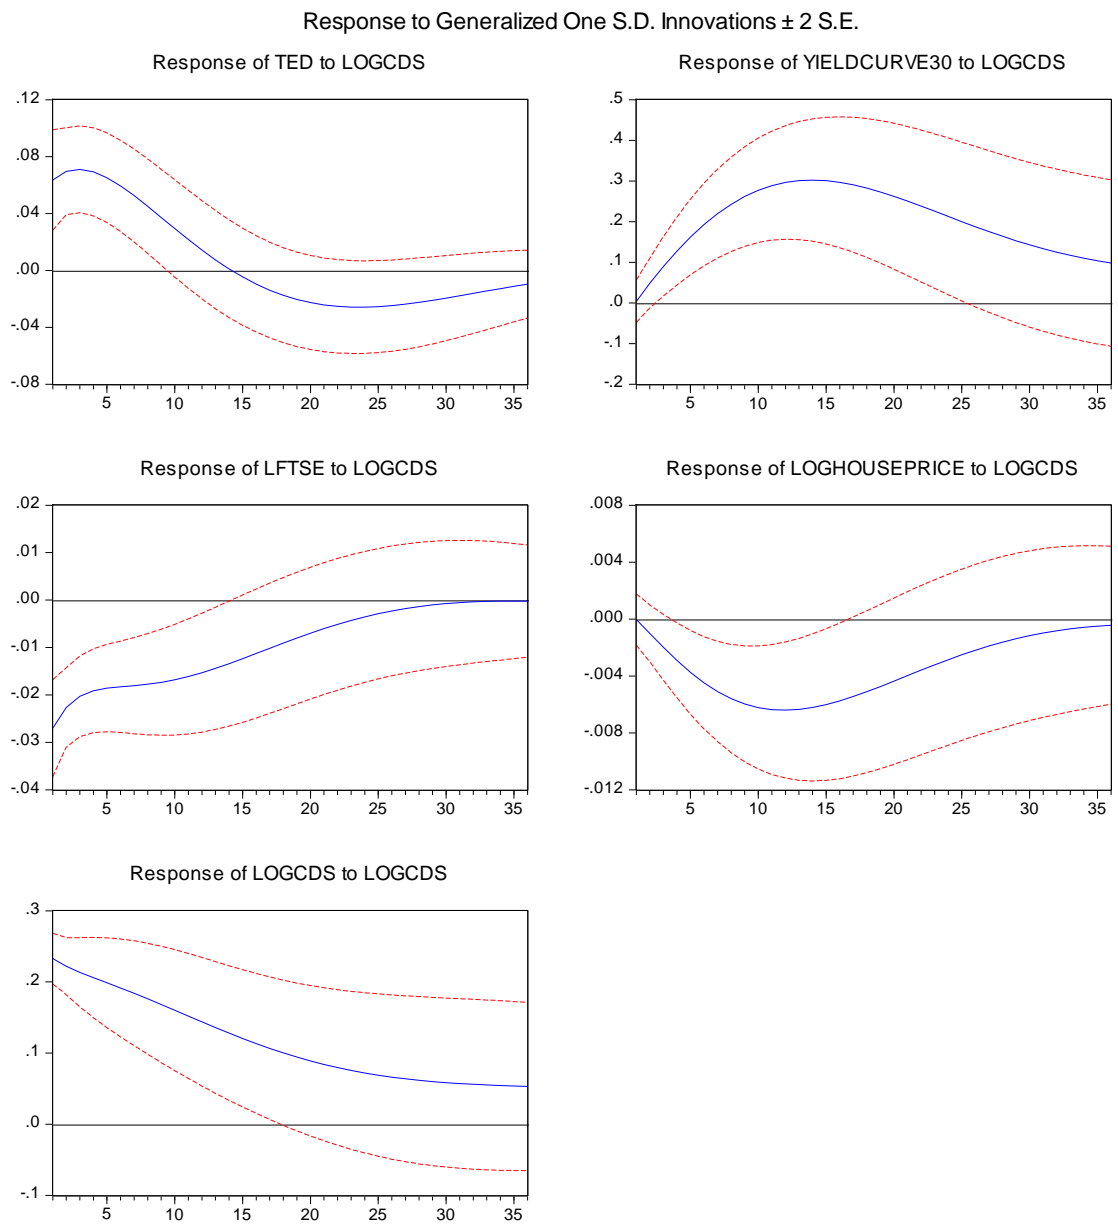 Response to Generalized One S.D. Innovations ± 2 S.E.
Response of TED to LOGCDS
.12
.08
.04
.00
-.04
-.08
5 10 15 20 25 30 35
Response of YIELDCURVE30 to LOGCDS
.5
.4
.3
.2
.1
.0
-.1
-.2
5 10 15 20 25 30 35
Response of LFTSE to LOGCDS
.02
.01
.00
-.01
-.02
-.03
-.04
5 10 15 20 25 30 35
Response of LOGHOUSEPRICE to LOGCDS
.008
.004
.000
-.004
-.008
-.012
5 10 15 20 25 30 35
Response of LOGCDS to LOGCDS
.3
.2
.1
.0
-.1
5 10 15 20 25 30 35